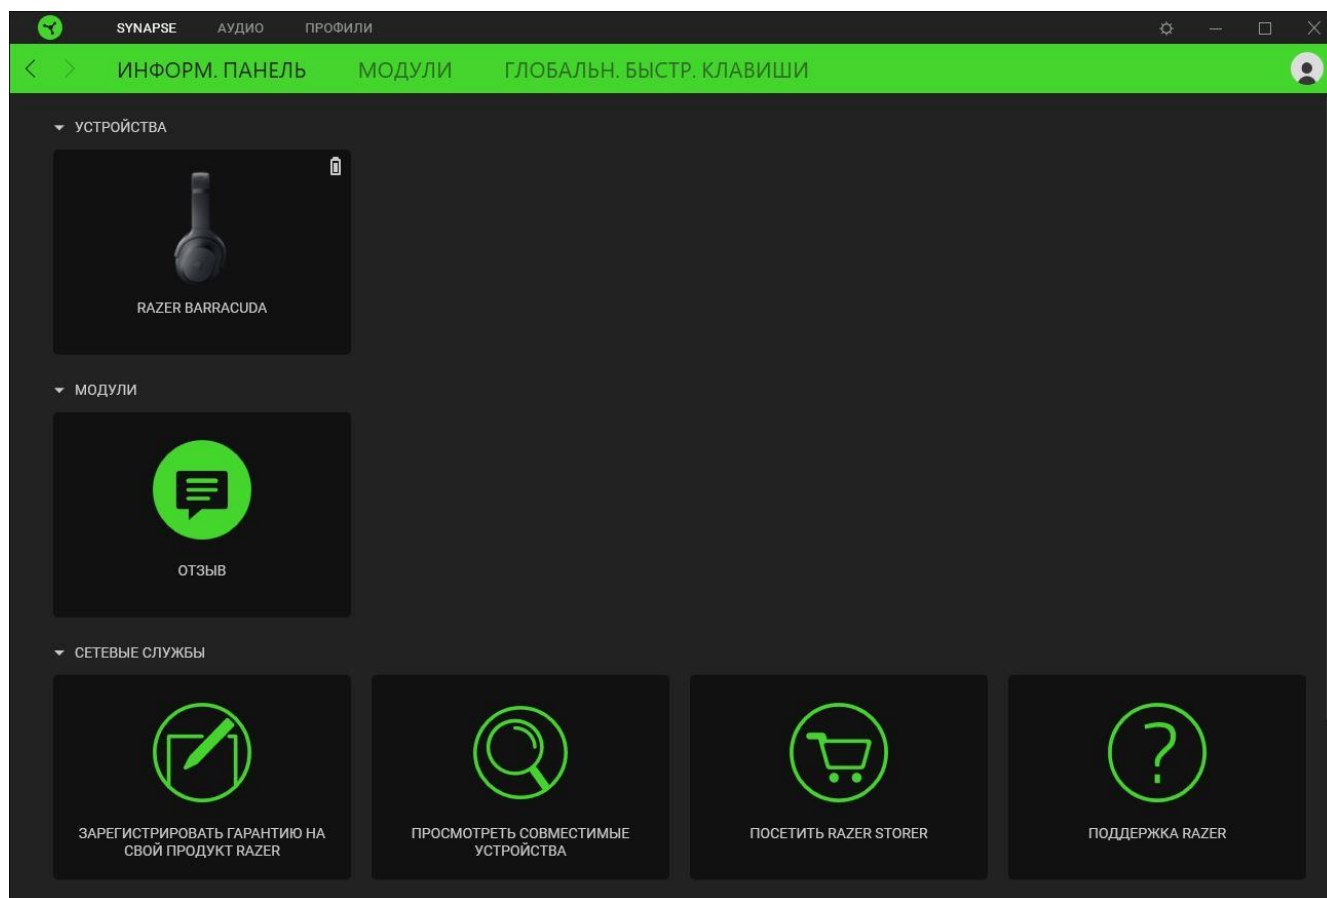 SYNAPSE АУДИО ПРОФИЛИ
ИНФОРМ. ПАНЕЛЬ МОДУЛИ ГЛОБАЛЬН. БЫСТР. КЛАВИШИ
УСТРОЙСТВА
RAZER BARRACUDA
МОДУЛИ
ОТЗЫВ
СЕТЕВЫЕ СЛУЖБЫ
ЗАРЕГИСТРИРОВАТЬ ГАРАНТИЮ НА
СВОЙ ПРОДУКТ RAZER
ПРОСМОТРЕТЬ СОВМЕСТИМЫЕ
УСТРОЙСТВА
ПОСЕТИТЬ RAZER STORER
ПОДДЕРЖКА RAZER